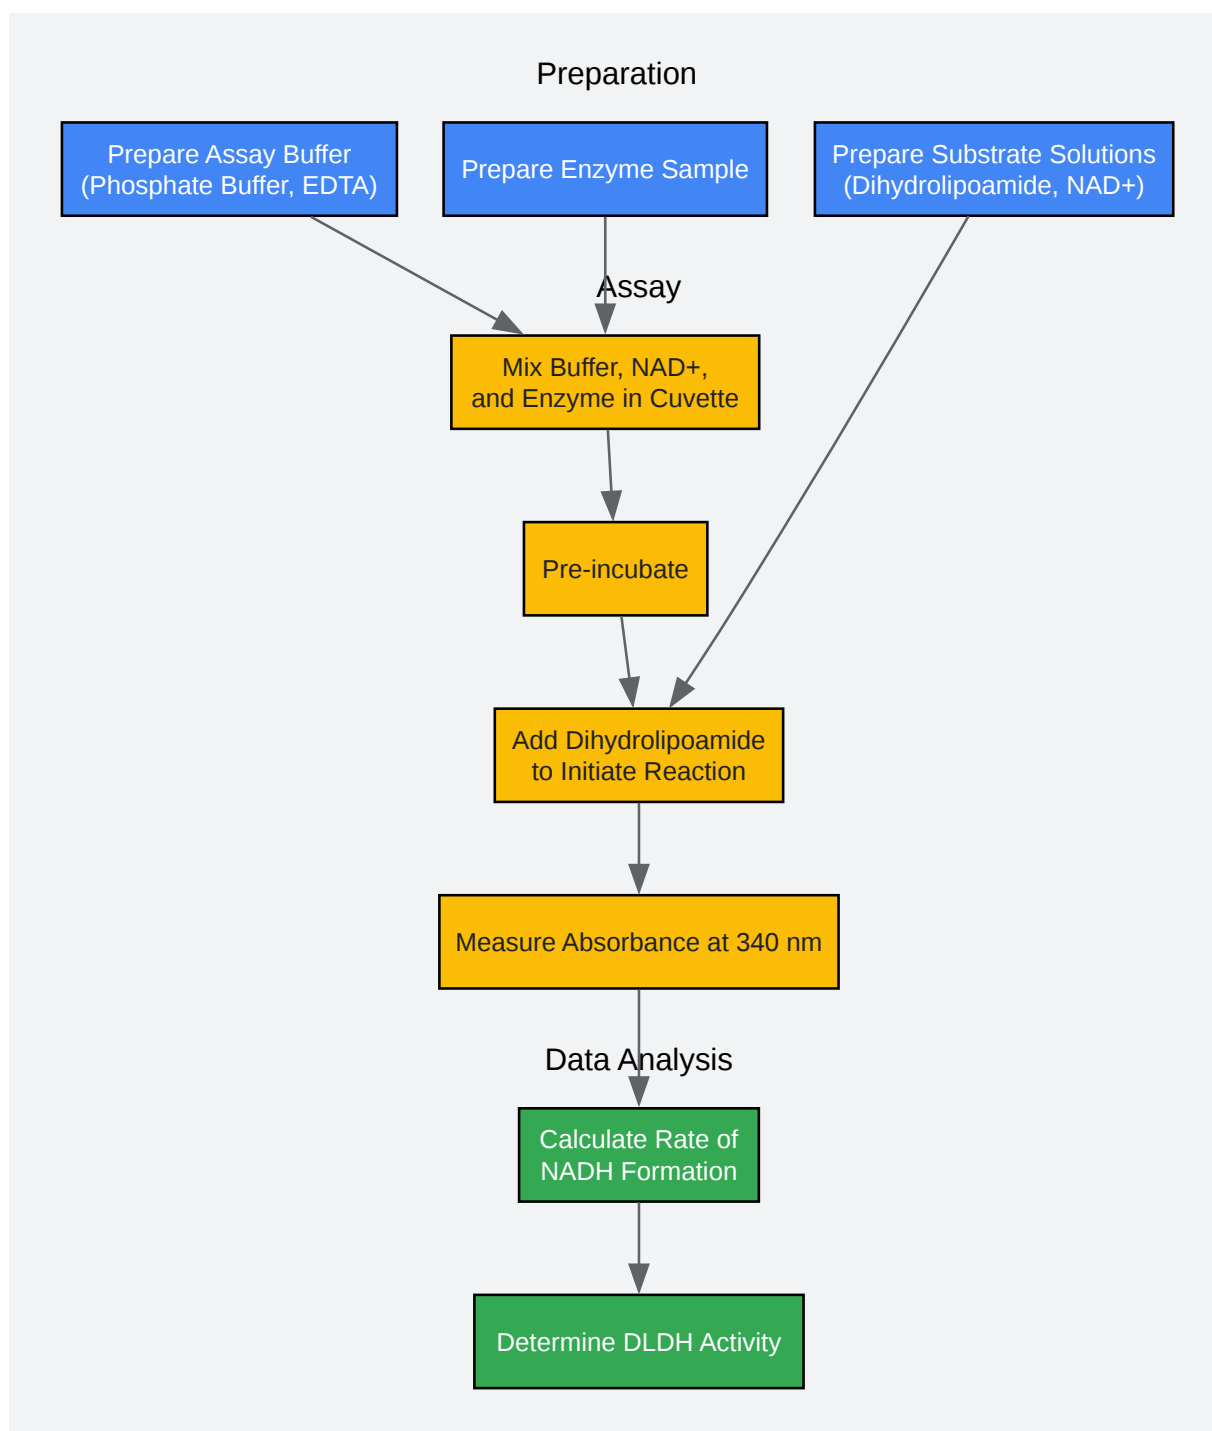 Preparation
Prepare Assay Buffer
(Phosphate Buffer, EDTA)
Prepare Enzyme Sample
Prepare Substrate Solutions
(Dihydrolipoamide, NAD+)
Assay
Mix Buffer, NAD+,
and Enzyme in Cuvette
Pre-incubate
Add Dihydrolipoamide
to Initiate Reaction
Measure Absorbance at 340 nm
Data Analysis
Calculate Rate of
NADH Formation
Determine DLDH Activity